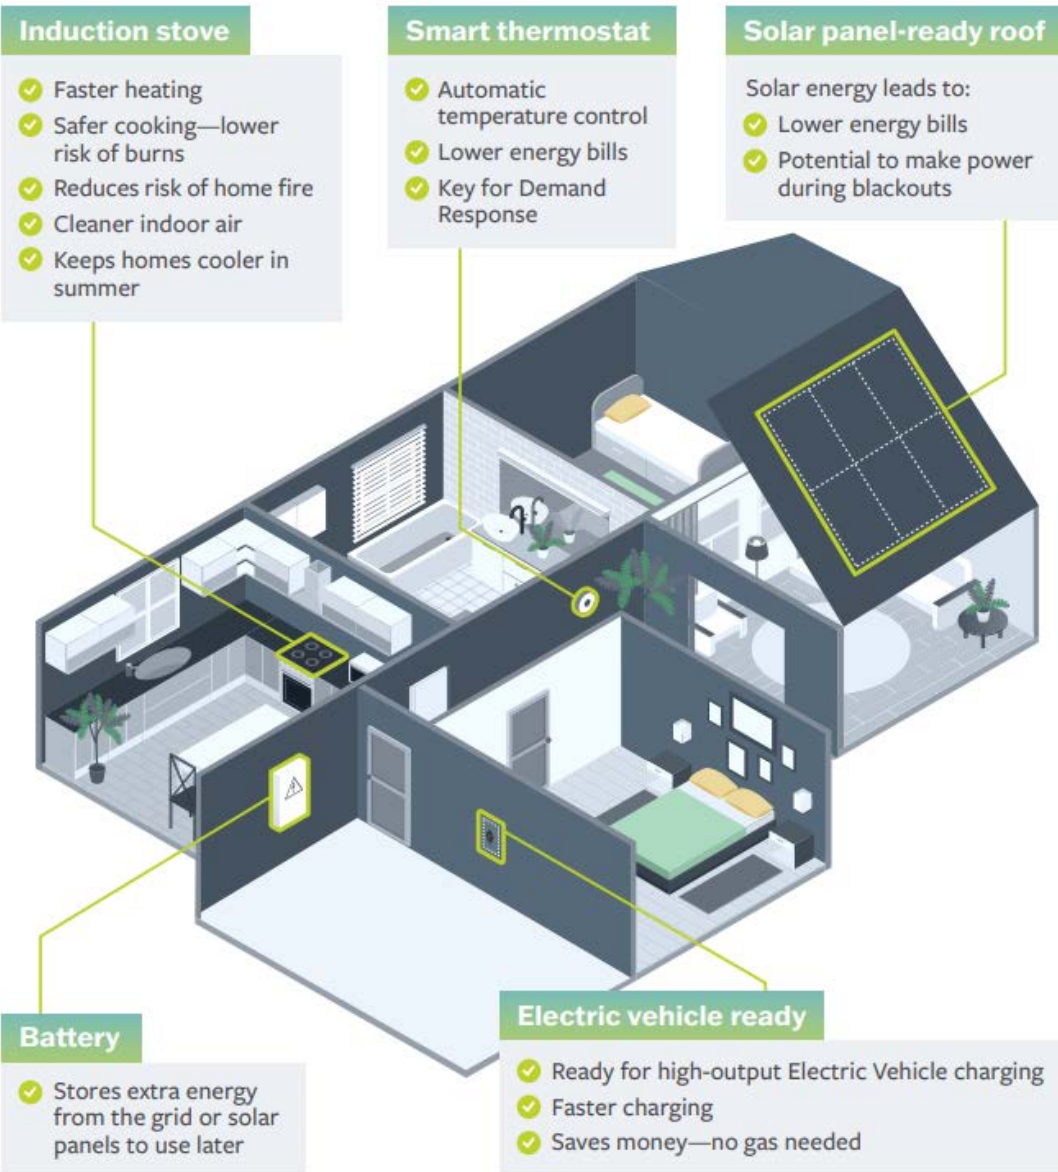 Induction stove
Faster heating
Safer cooking—lower
risk of burns
Reduces risk of home fire
Cleaner indoor air
Keeps homes cooler in
summer
Smart thermostat
Automatic
temperature control
Lower energy bills
Key for Demand
Response
Solar panel-ready roof
Solar energy leads to:
Lower energy bills
Potential to make power
during blackouts
Battery
Stores extra energy
from the grid or solar
panels to use later
Electric vehicle ready
Ready for high-output Electric Vehicle charging
Faster charging
Saves money—no gas needed